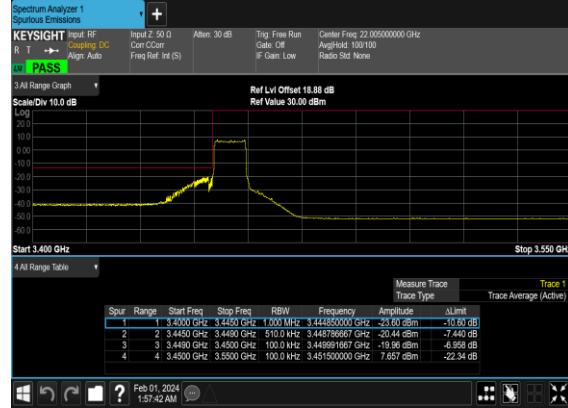 Spectrum Analyzer 1
Spurious Emissions
KEYSIGHT Input: RF Input Z: 50 Ω Atten: 30 dB Trig: Free Run Center Freq: 22.005000000 GHz
R T Coupling: DC Corr CCorr Gate: Off Avg|Hold: 100/100
Align: Auto Freq Ref: Int (S) IF Gain: Low Radio Std: None
PASS
3 All Range Graph
Ref Lvl Offset 18.88 dB
Scale/Div 10.0 dB Ref Value 30.00 dBm
Log
20.0
10.0
0.00
-10.0
-20.0
-30.0
-40.0
-50.0
-60.0
Start 3.400 GHz Stop 3.550 GHz
4 All Range Table
Measure Trace Trace 1
Trace Type Trace Average (Active)
Spur Range Start Freq Stop Freq RBW Frequency Amplitude ΔLimit
1 1 3.4000 GHz 3.4450 GHz 1.000 MHz 3.444850000 GHz -23.60 dBm -10.60 dB
2 2 3.4450 GHz 3.4490 GHz 510.0 kHz 3.448786667 GHz -20.44 dBm -7.440 dB
3 3 3.4490 GHz 3.4500 GHz 100.0 kHz 3.449991667 GHz -19.96 dBm -6.958 dB
4 4 3.4500 GHz 3.5500 GHz 100.0 kHz 3.451500000 GHz 7.657 dBm -22.34 dB
Feb 01, 2024
1:57:42 AM